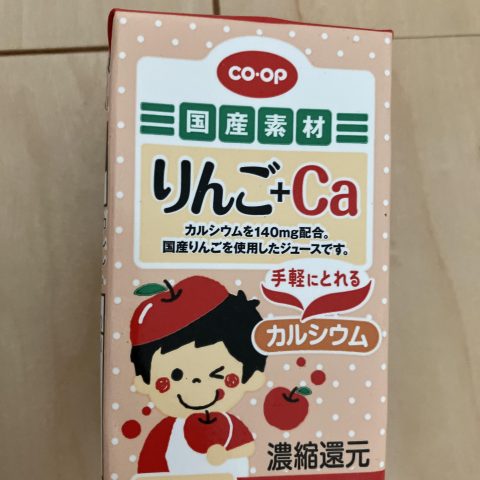 CO・OP
国産素材
りんご+Ca
カルシウムを140mg配合。
国産りんごを使用したジュースです。
手軽にとれる
カルシウム
濃縮還元